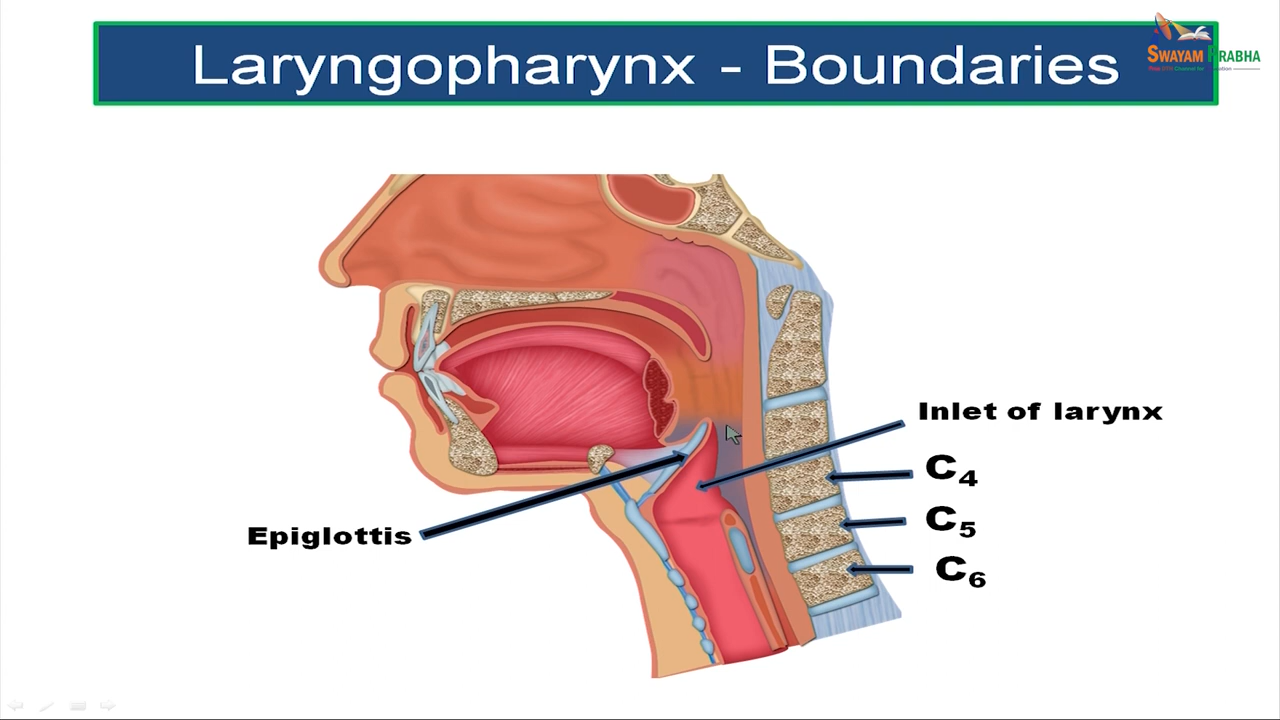 Laryngopharynx - Boundaries
SWAYAM PRABHA
Inlet of larynx
C4
C5
C6
Epiglottis